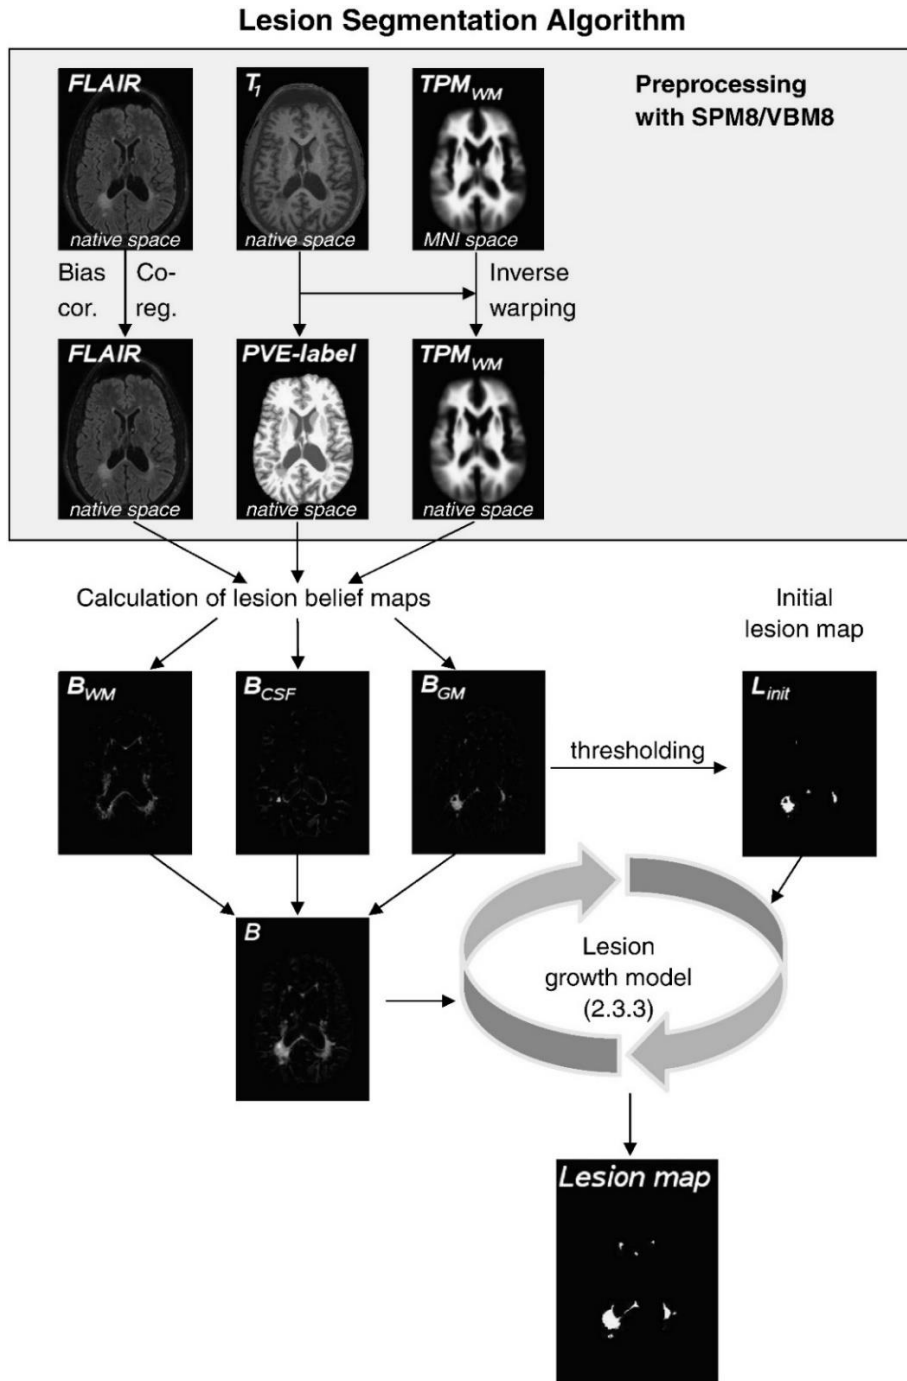 Lesion Segmentation Algorithm
FLAIR
T1
TPMWM
Preprocessing
with SPM8/VBM8
native space
native space
MNI space
Bias
cor.
Co-
reg.
Inverse
warping
FLAIR
PVE-label
TPMWM
native space
native space
native space
Calculation of lesion belief maps
Initial
lesion map
BWM
BCSF
BGM
Linit
thresholding
B
Lesion
growth model
(2.3.3)
Lesion map